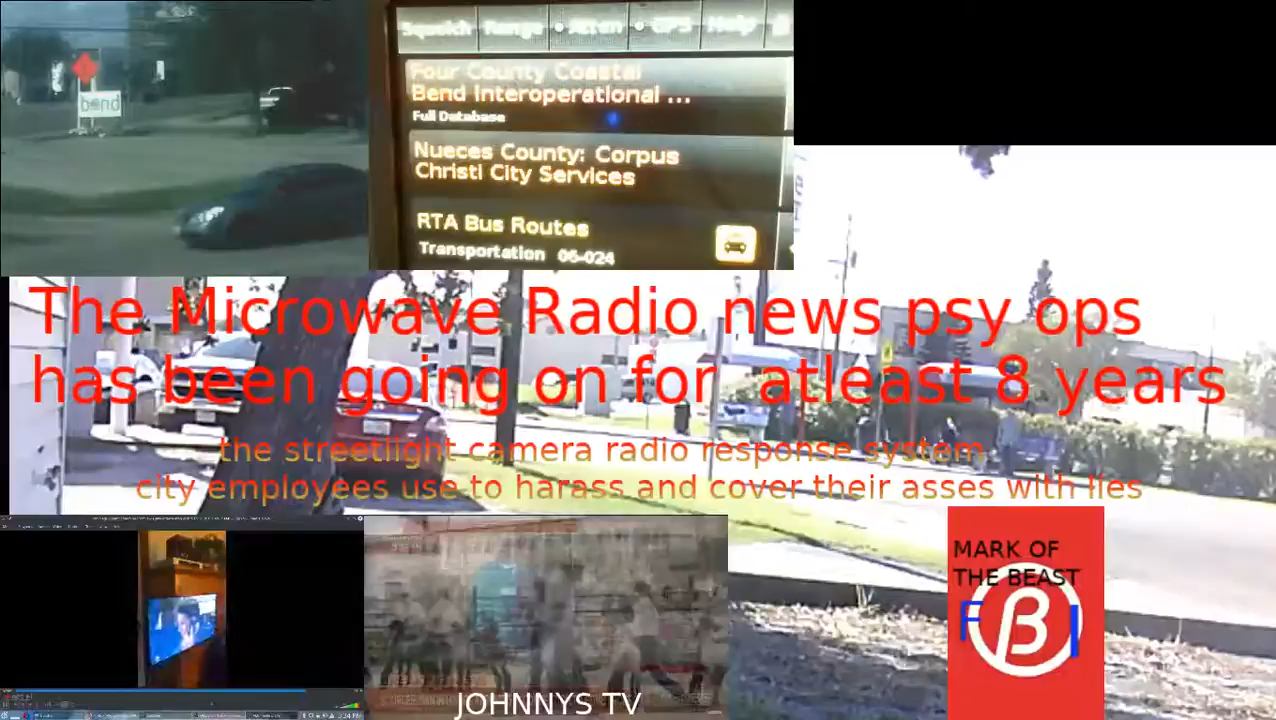 bend
Squelch Range Atten GPS Help
Four County Coastal
Bend Interoperational ...
Full Database
Nueces County: Corpus
Christi City Services
RTA Bus Routes
Transportation 06-024
The Microwave Radio news psy ops
has been going on for atleast 8 years
the streetlight camera radio response system
city employees use to harass and cover their asses with lies
MARK OF
THE BEAST
F β I
JOHNNYS TV